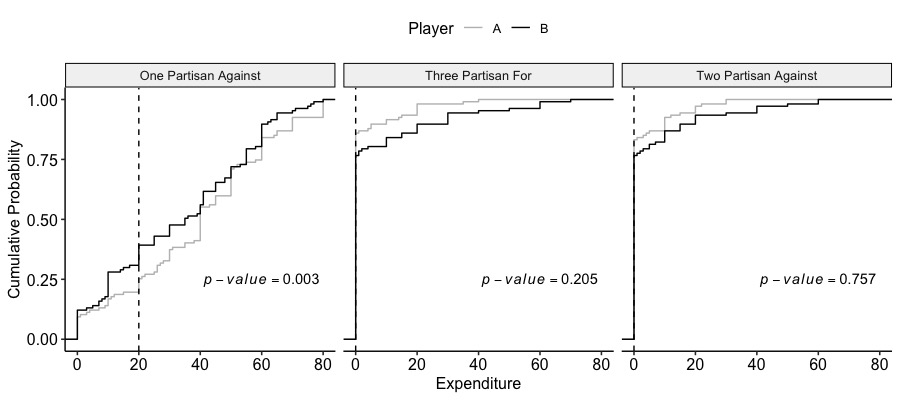 Player A B
One Partisan Against
Three Partisan For
Two Partisan Against
Cumulative Probability
1.00
0.75
0.50
0.25
0.00
p − value = 0.003
p − value = 0.205
p − value = 0.757
0 20 40 60 80
0 20 40 60 80
0 20 40 60 80
Expenditure